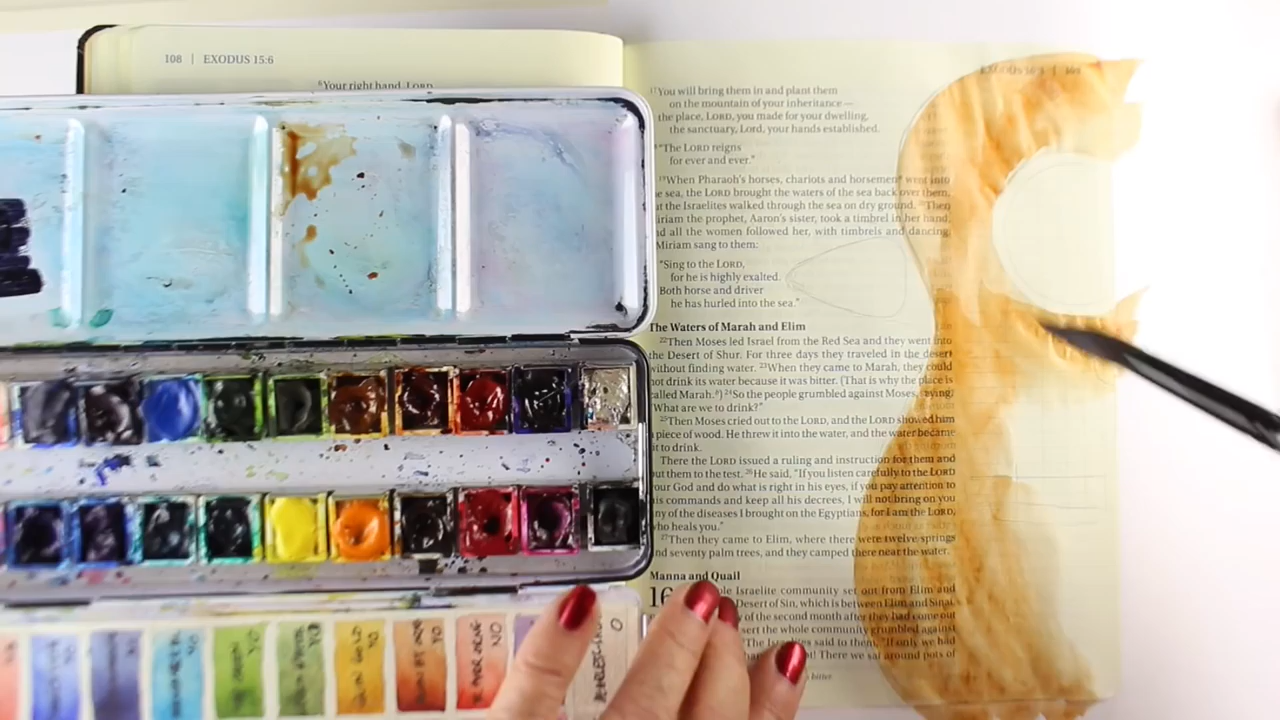 108 | EXODUS 15:6
⁶Your right hand, LORD,
¹⁷You will bring them in and plant them
on the mountain of your inheritance —
the place, LORD, you made for your dwelling,
the sanctuary, Lord, your hands established.
"The LORD reigns
for ever and ever."
¹⁹When Pharaoh's horses, chariots and horsemen went into
sea, the LORD brought the waters of the sea back over them,
the Israelites walked through the sea on dry ground. Then
Miriam the prophet, Aaron's sister, took a timbrel in her hand,
and all the women followed her, with timbrels and dancing.
Miriam sang to them:
"Sing to the LORD,
for he is highly exalted.
Both horse and driver
he has hurled into the sea."
The Waters of Marah and Elim
²²Then Moses led Israel from the Red Sea and they went into
the Desert of Shur. For three days they traveled in the desert
without finding water. ²³When they came to Marah, they could
not drink its water because it was bitter. (That is why the place is
called Marah.) ²⁴So the people grumbled against Moses, saying,
"What are we to drink?"
²⁵Then Moses cried out to the LORD, and the LORD showed him
piece of wood. He threw it into the water, and the water became
fit to drink.
There the LORD issued a ruling and instruction for them and
put them to the test. ²⁶He said, "If you listen carefully to the LORD
your God and do what is right in his eyes, if you pay attention to
his commands and keep all his decrees, I will not bring on you
any of the diseases I brought on the Egyptians, for I am the LORD,
who heals you."
²⁷Then they came to Elim, where there were twelve springs
and seventy palm trees, and they camped there near the water.
Manna and Quail
16 Israelite community set out from Elim and
Desert of Sin, which is between Elim and Sinai,
of the second month after they had come out
the whole community grumbled against
The Israelites said to them, "If only we had
There we sat around pots of
bitter